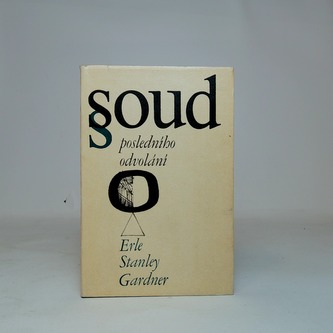 soud
§
posledního
odvolání
Erle
Stanley
Gardner